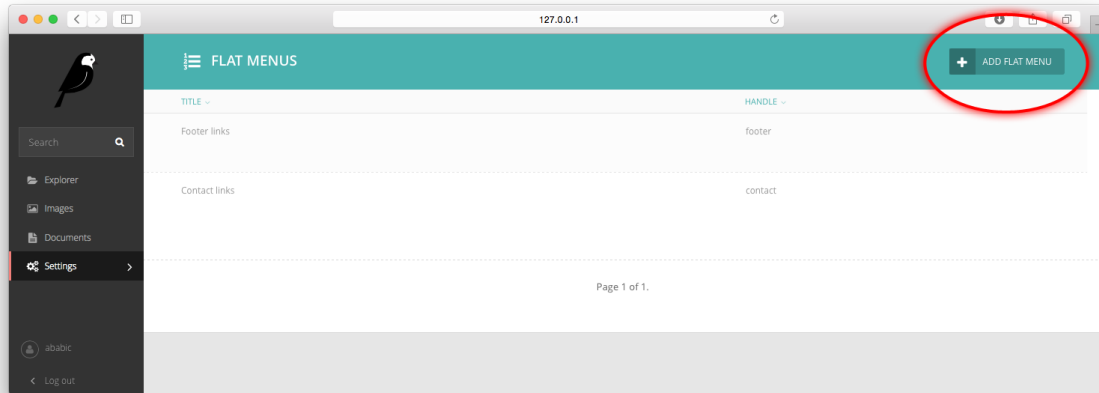 127.0.0.1
FLAT MENUS
ADD FLAT MENU
TITLE
HANDLE
Footer links
footer
Contact links
contact
Page 1 of 1.
Search
Explorer
Images
Documents
Settings
ababic
Log out